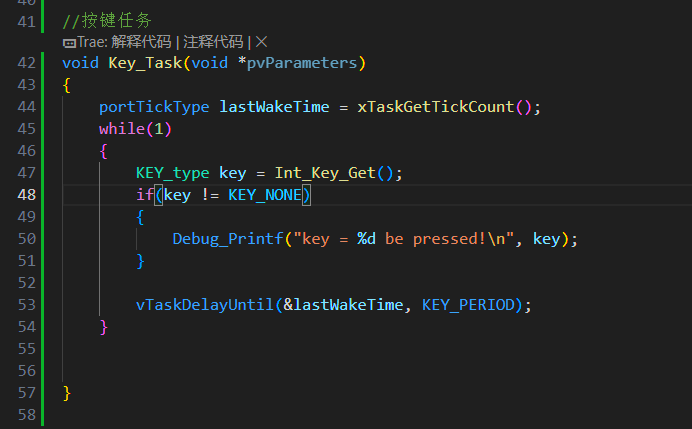 40
41 //按键任务
Trae: 解释代码 | 注释代码 | ×
42 void Key_Task(void *pvParameters)
43 {
44     portTickType lastWakeTime = xTaskGetTickCount();
45     while(1)
46     {
47         KEY_type key = Int_Key_Get();
48         if(key != KEY_NONE)
49         {
50             Debug_Printf("key = %d be pressed!\n", key);
51         }
52
53         vTaskDelayUntil(&lastWakeTime, KEY_PERIOD);
54     }
55
56
57 }
58